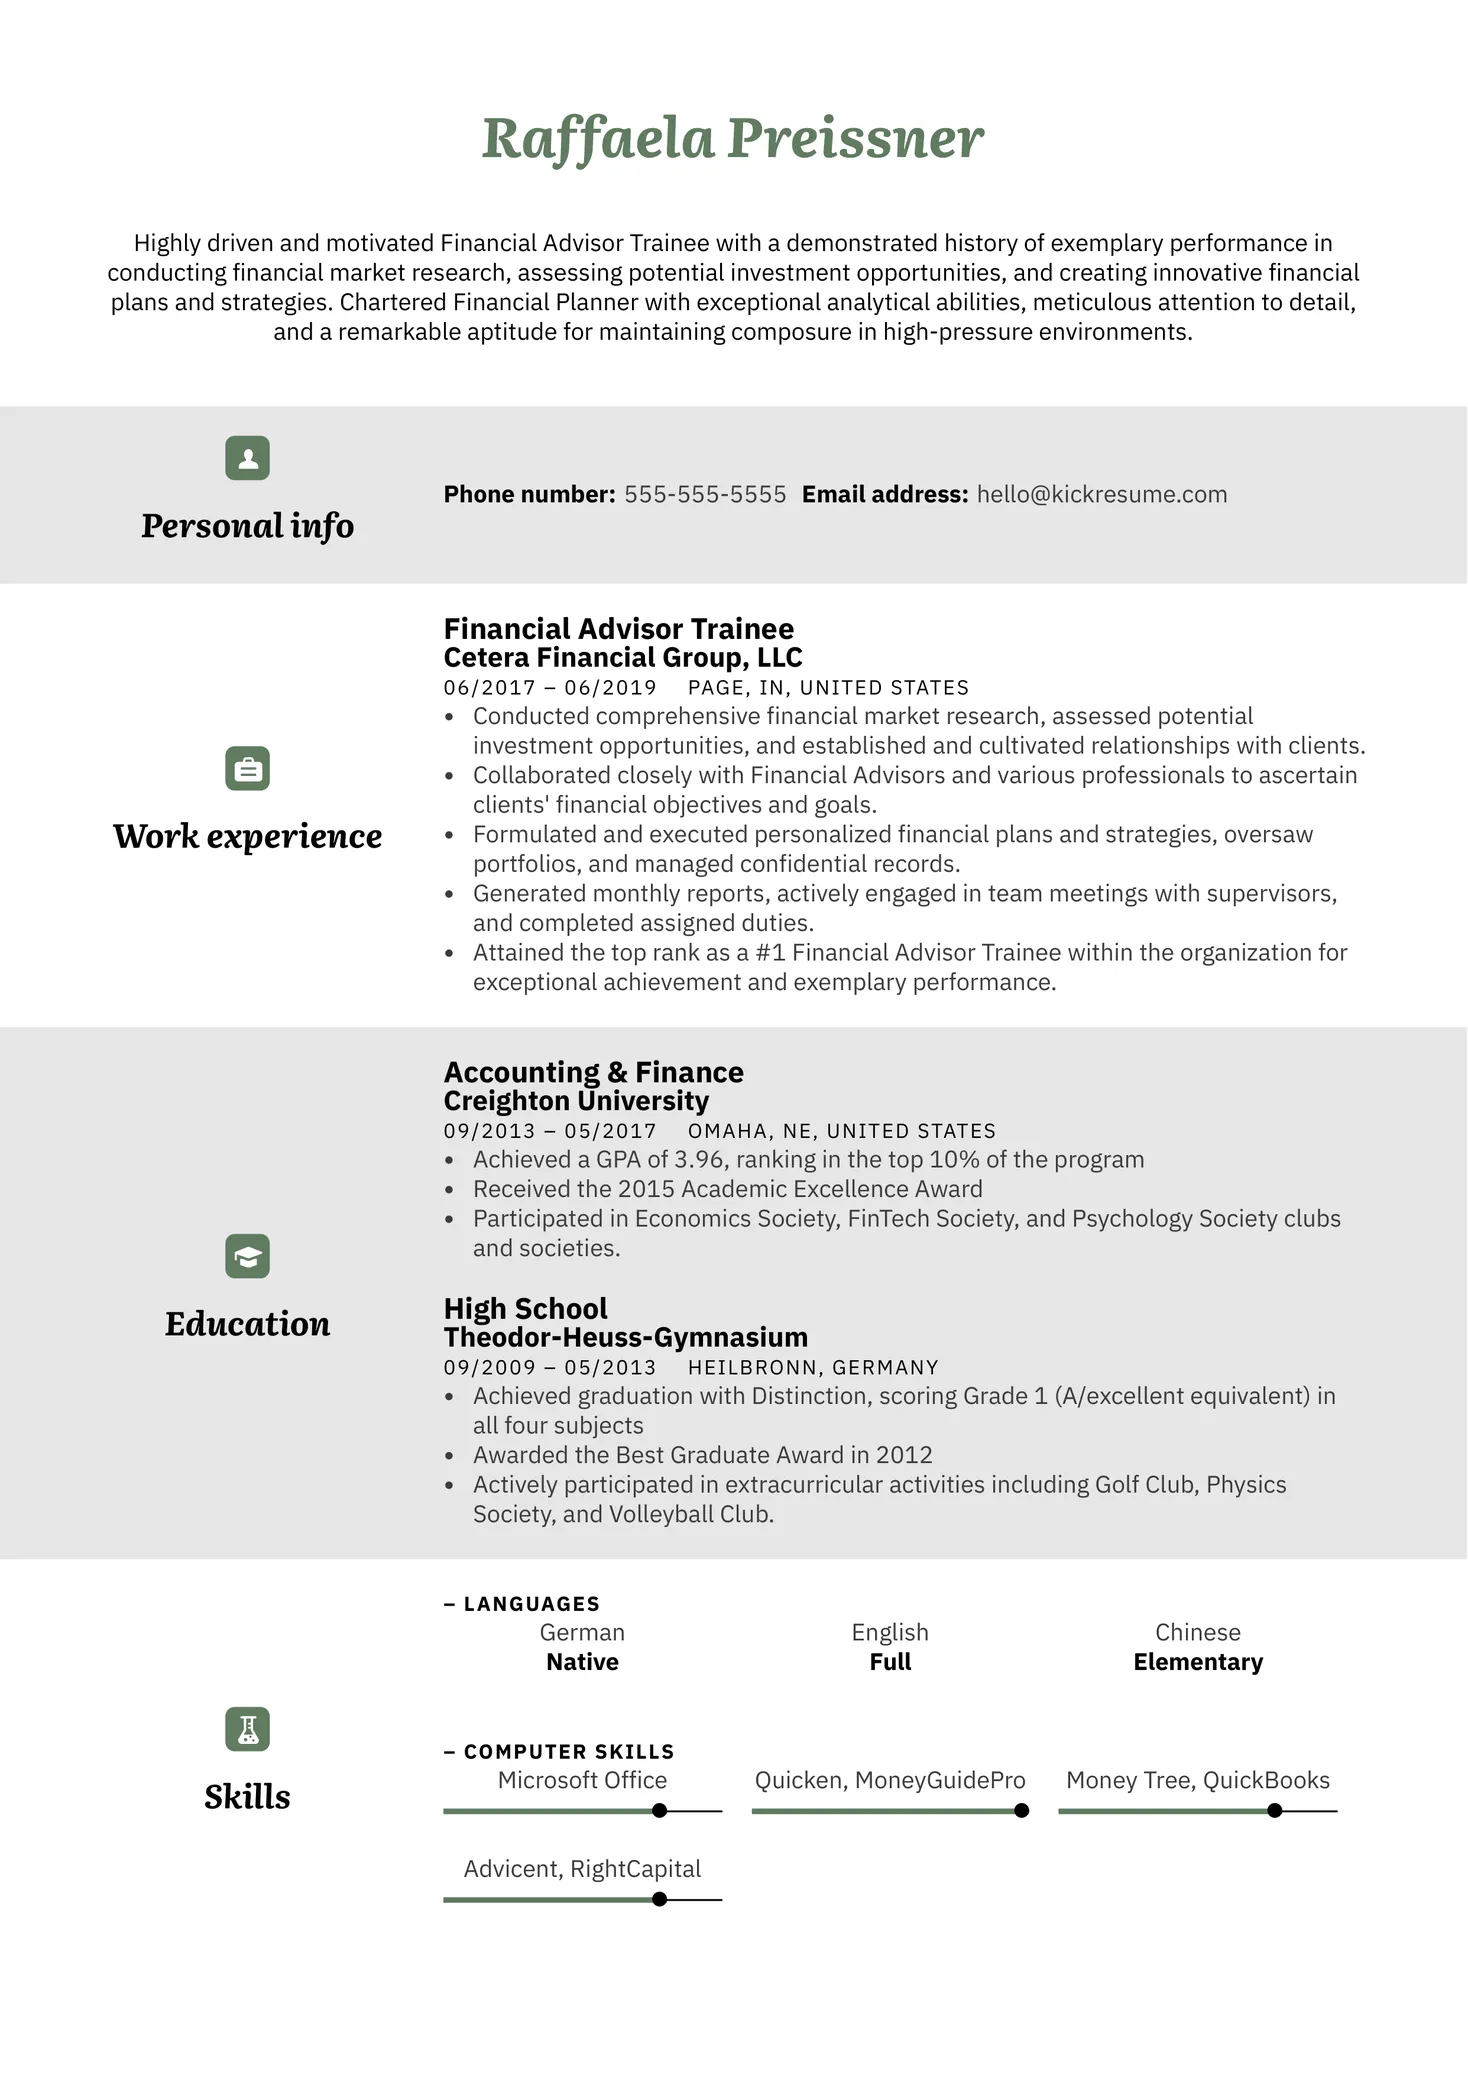 Raffaela Preissner
Highly driven and motivated Financial Advisor Trainee with a demonstrated history of exemplary performance in
conducting financial market research, assessing potential investment opportunities, and creating innovative financial
plans and strategies. Chartered Financial Planner with exceptional analytical abilities, meticulous attention to detail,
and a remarkable aptitude for maintaining composure in high-pressure environments.
Personal info
Phone number: 555-555-5555 Email address: hello@kickresume.com
Work experience
Financial Advisor Trainee
Cetera Financial Group, LLC
06/2017 – 06/2019 PAGE, IN, UNITED STATES
• Conducted comprehensive financial market research, assessed potential
investment opportunities, and established and cultivated relationships with clients.
• Collaborated closely with Financial Advisors and various professionals to ascertain
clients' financial objectives and goals.
• Formulated and executed personalized financial plans and strategies, oversaw
portfolios, and managed confidential records.
• Generated monthly reports, actively engaged in team meetings with supervisors,
and completed assigned duties.
• Attained the top rank as a #1 Financial Advisor Trainee within the organization for
exceptional achievement and exemplary performance.
Education
Accounting & Finance
Creighton University
09/2013 – 05/2017 OMAHA, NE, UNITED STATES
• Achieved a GPA of 3.96, ranking in the top 10% of the program
• Received the 2015 Academic Excellence Award
• Participated in Economics Society, FinTech Society, and Psychology Society clubs
and societies.
High School
Theodor-Heuss-Gymnasium
09/2009 – 05/2013 HEILBRONN, GERMANY
• Achieved graduation with Distinction, scoring Grade 1 (A/excellent equivalent) in
all four subjects
• Awarded the Best Graduate Award in 2012
• Actively participated in extracurricular activities including Golf Club, Physics
Society, and Volleyball Club.
Skills
– LANGUAGES
German English Chinese
Native Full Elementary
– COMPUTER SKILLS
Microsoft Office Quicken, MoneyGuidePro Money Tree, QuickBooks
Advicent, RightCapital